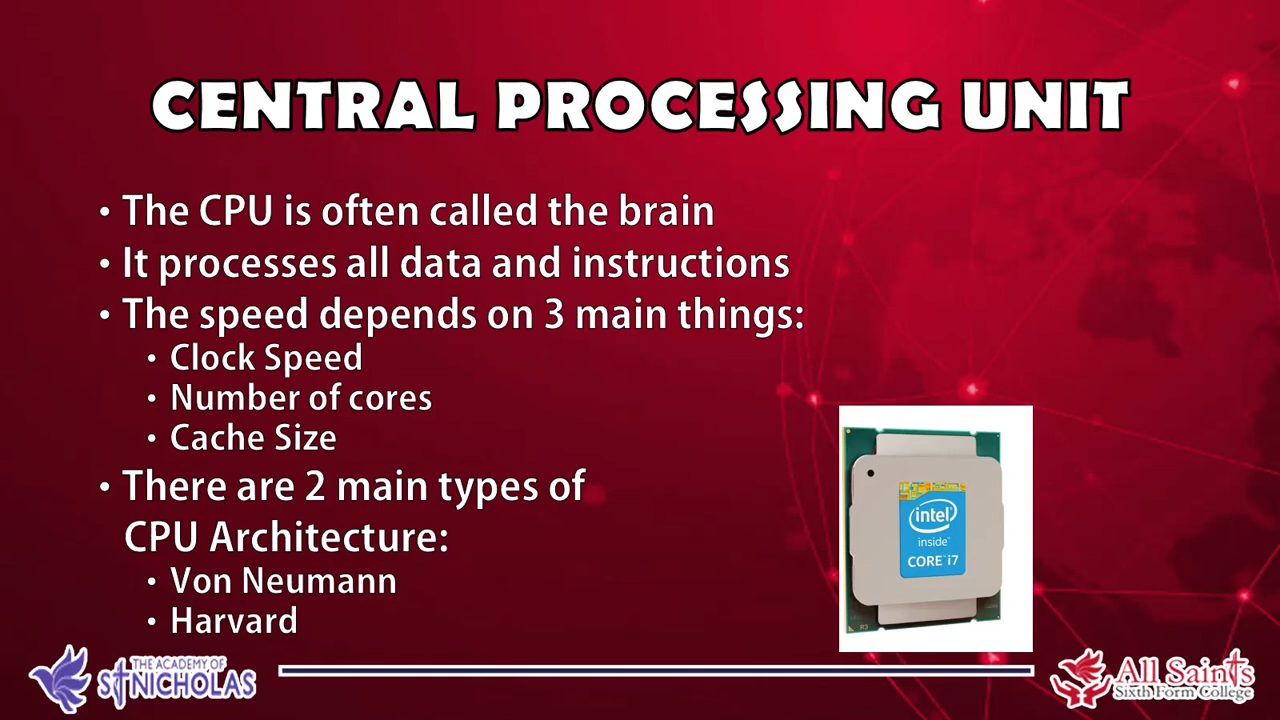 CENTRAL PROCESSING UNIT
• The CPU is often called the brain
• It processes all data and instructions
• The speed depends on 3 main things:
• Clock Speed
• Number of cores
• Cache Size
• There are 2 main types of
CPU Architecture:
• Von Neumann
• Harvard
intel
inside™
CORE™ i7
THE ACADEMY OF
ST NICHOLAS
All Saints
Sixth Form College